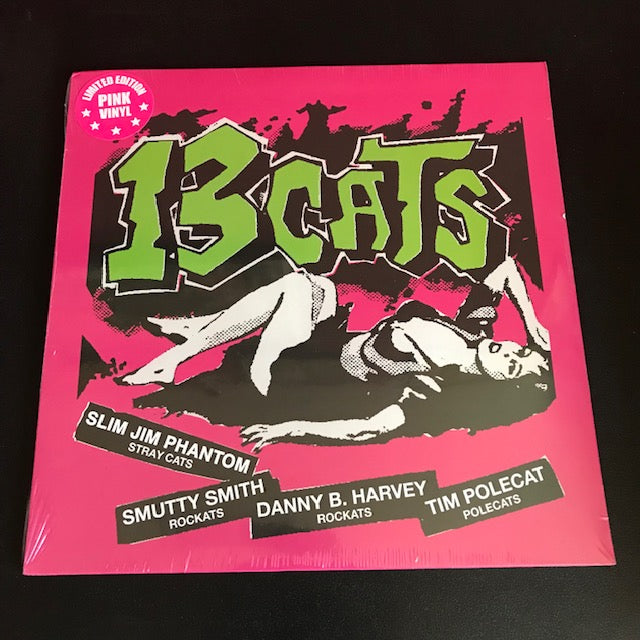 LIMITED EDITION
PINK
VINYL
13 CATS
SLIM JIM PHANTOM
STRAY CATS
SMUTTY SMITH
ROCKATS
DANNY B. HARVEY
ROCKATS
TIM POLECAT
POLECATS